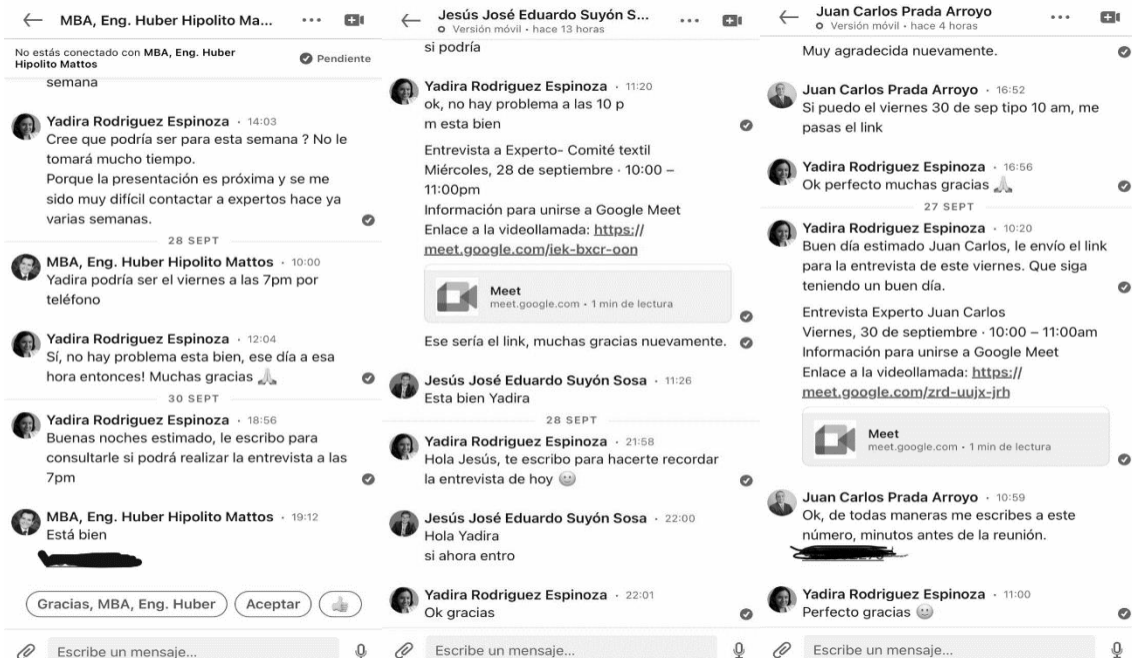 MBA, Eng. Huber Hipolito Ma...
No estás conectado con MBA, Eng. Huber
Hipolito Mattos
Pendiente
semana
Yadira Rodriguez Espinoza · 14:03
Cree que podría ser para esta semana ? No le
tomará mucho tiempo.
Porque la presentación es próxima y se me
sido muy difícil contactar a expertos hace ya
varias semanas.
28 SEPT
MBA, Eng. Huber Hipolito Mattos · 10:00
Yadira podría ser el viernes a las 7pm por
teléfono
Yadira Rodriguez Espinoza · 12:04
Sí, no hay problema esta bien, ese día a esa
hora entonces! Muchas gracias 🙏
30 SEPT
Yadira Rodriguez Espinoza · 18:56
Buenas noches estimado, le escribo para
consultarle si podrá realizar la entrevista a las
7pm
MBA, Eng. Huber Hipolito Mattos · 19:12
Está bien
Gracias, MBA, Eng. Huber
Aceptar
👍
Escribe un mensaje...
Jesús José Eduardo Suyón S...
Versión móvil • hace 13 horas
si podría
Yadira Rodriguez Espinoza · 11:20
ok, no hay problema a las 10 p
m esta bien
Entrevista a Experto- Comité textil
Miércoles, 28 de septiembre · 10:00 –
11:00pm
Información para unirse a Google Meet
Enlace a la videollamada: https://
meet.google.com/iek-bxcr-oon
Meet
meet.google.com • 1 min de lectura
Ese sería el link, muchas gracias nuevamente.
Jesús José Eduardo Suyón Sosa · 11:26
Esta bien Yadira
28 SEPT
Yadira Rodriguez Espinoza · 21:58
Hola Jesús, te escribo para hacerte recordar
la entrevista de hoy 🙂
Jesús José Eduardo Suyón Sosa · 22:00
Hola Yadira
si ahora entro
Yadira Rodriguez Espinoza · 22:01
Ok gracias
Escribe un mensaje...
Juan Carlos Prada Arroyo
Versión móvil • hace 4 horas
Muy agradecida nuevamente.
Juan Carlos Prada Arroyo · 16:52
Si puedo el viernes 30 de sep tipo 10 am, me
pasas el link
Yadira Rodriguez Espinoza · 16:56
Ok perfecto muchas gracias 🙏
27 SEPT
Yadira Rodriguez Espinoza · 10:20
Buen día estimado Juan Carlos, le envío el link
para la entrevista de este viernes. Que siga
teniendo un buen día.
Entrevista Experto Juan Carlos
Viernes, 30 de septiembre · 10:00 – 11:00am
Información para unirse a Google Meet
Enlace a la videollamada: https://
meet.google.com/zrd-uujx-jrh
Meet
meet.google.com • 1 min de lectura
Juan Carlos Prada Arroyo · 10:59
Ok, de todas maneras me escribes a este
número, minutos antes de la reunión.
Yadira Rodriguez Espinoza · 11:00
Perfecto gracias 🙂
Escribe un mensaje...